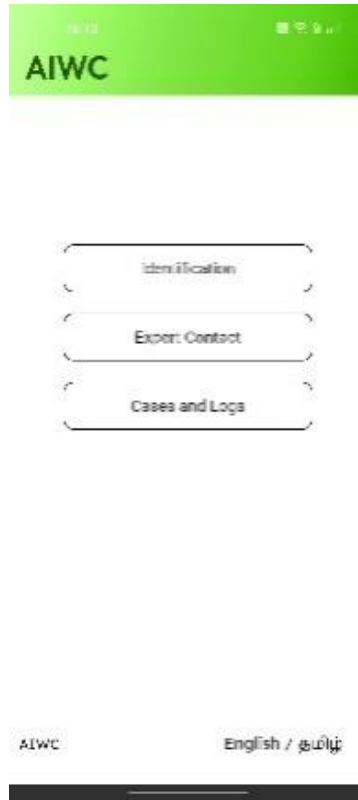 AIWC
Identification
Expert Contact
Cases and Logs
AIWC English / தமிழ்